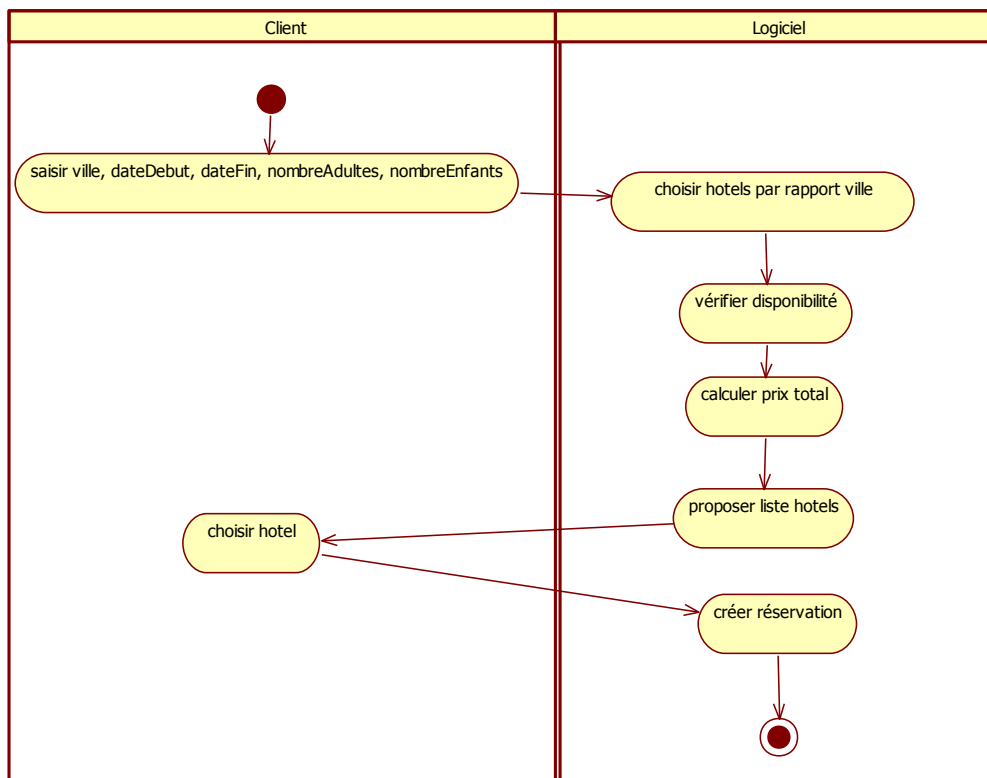 Client
Logiciel
saisir ville, dateDebut, dateFin, nombreAdultes, nombreEnfants
choisir hotels par rapport ville
vérifier disponibilité
calculer prix total
proposer liste hotels
choisir hotel
créer réservation